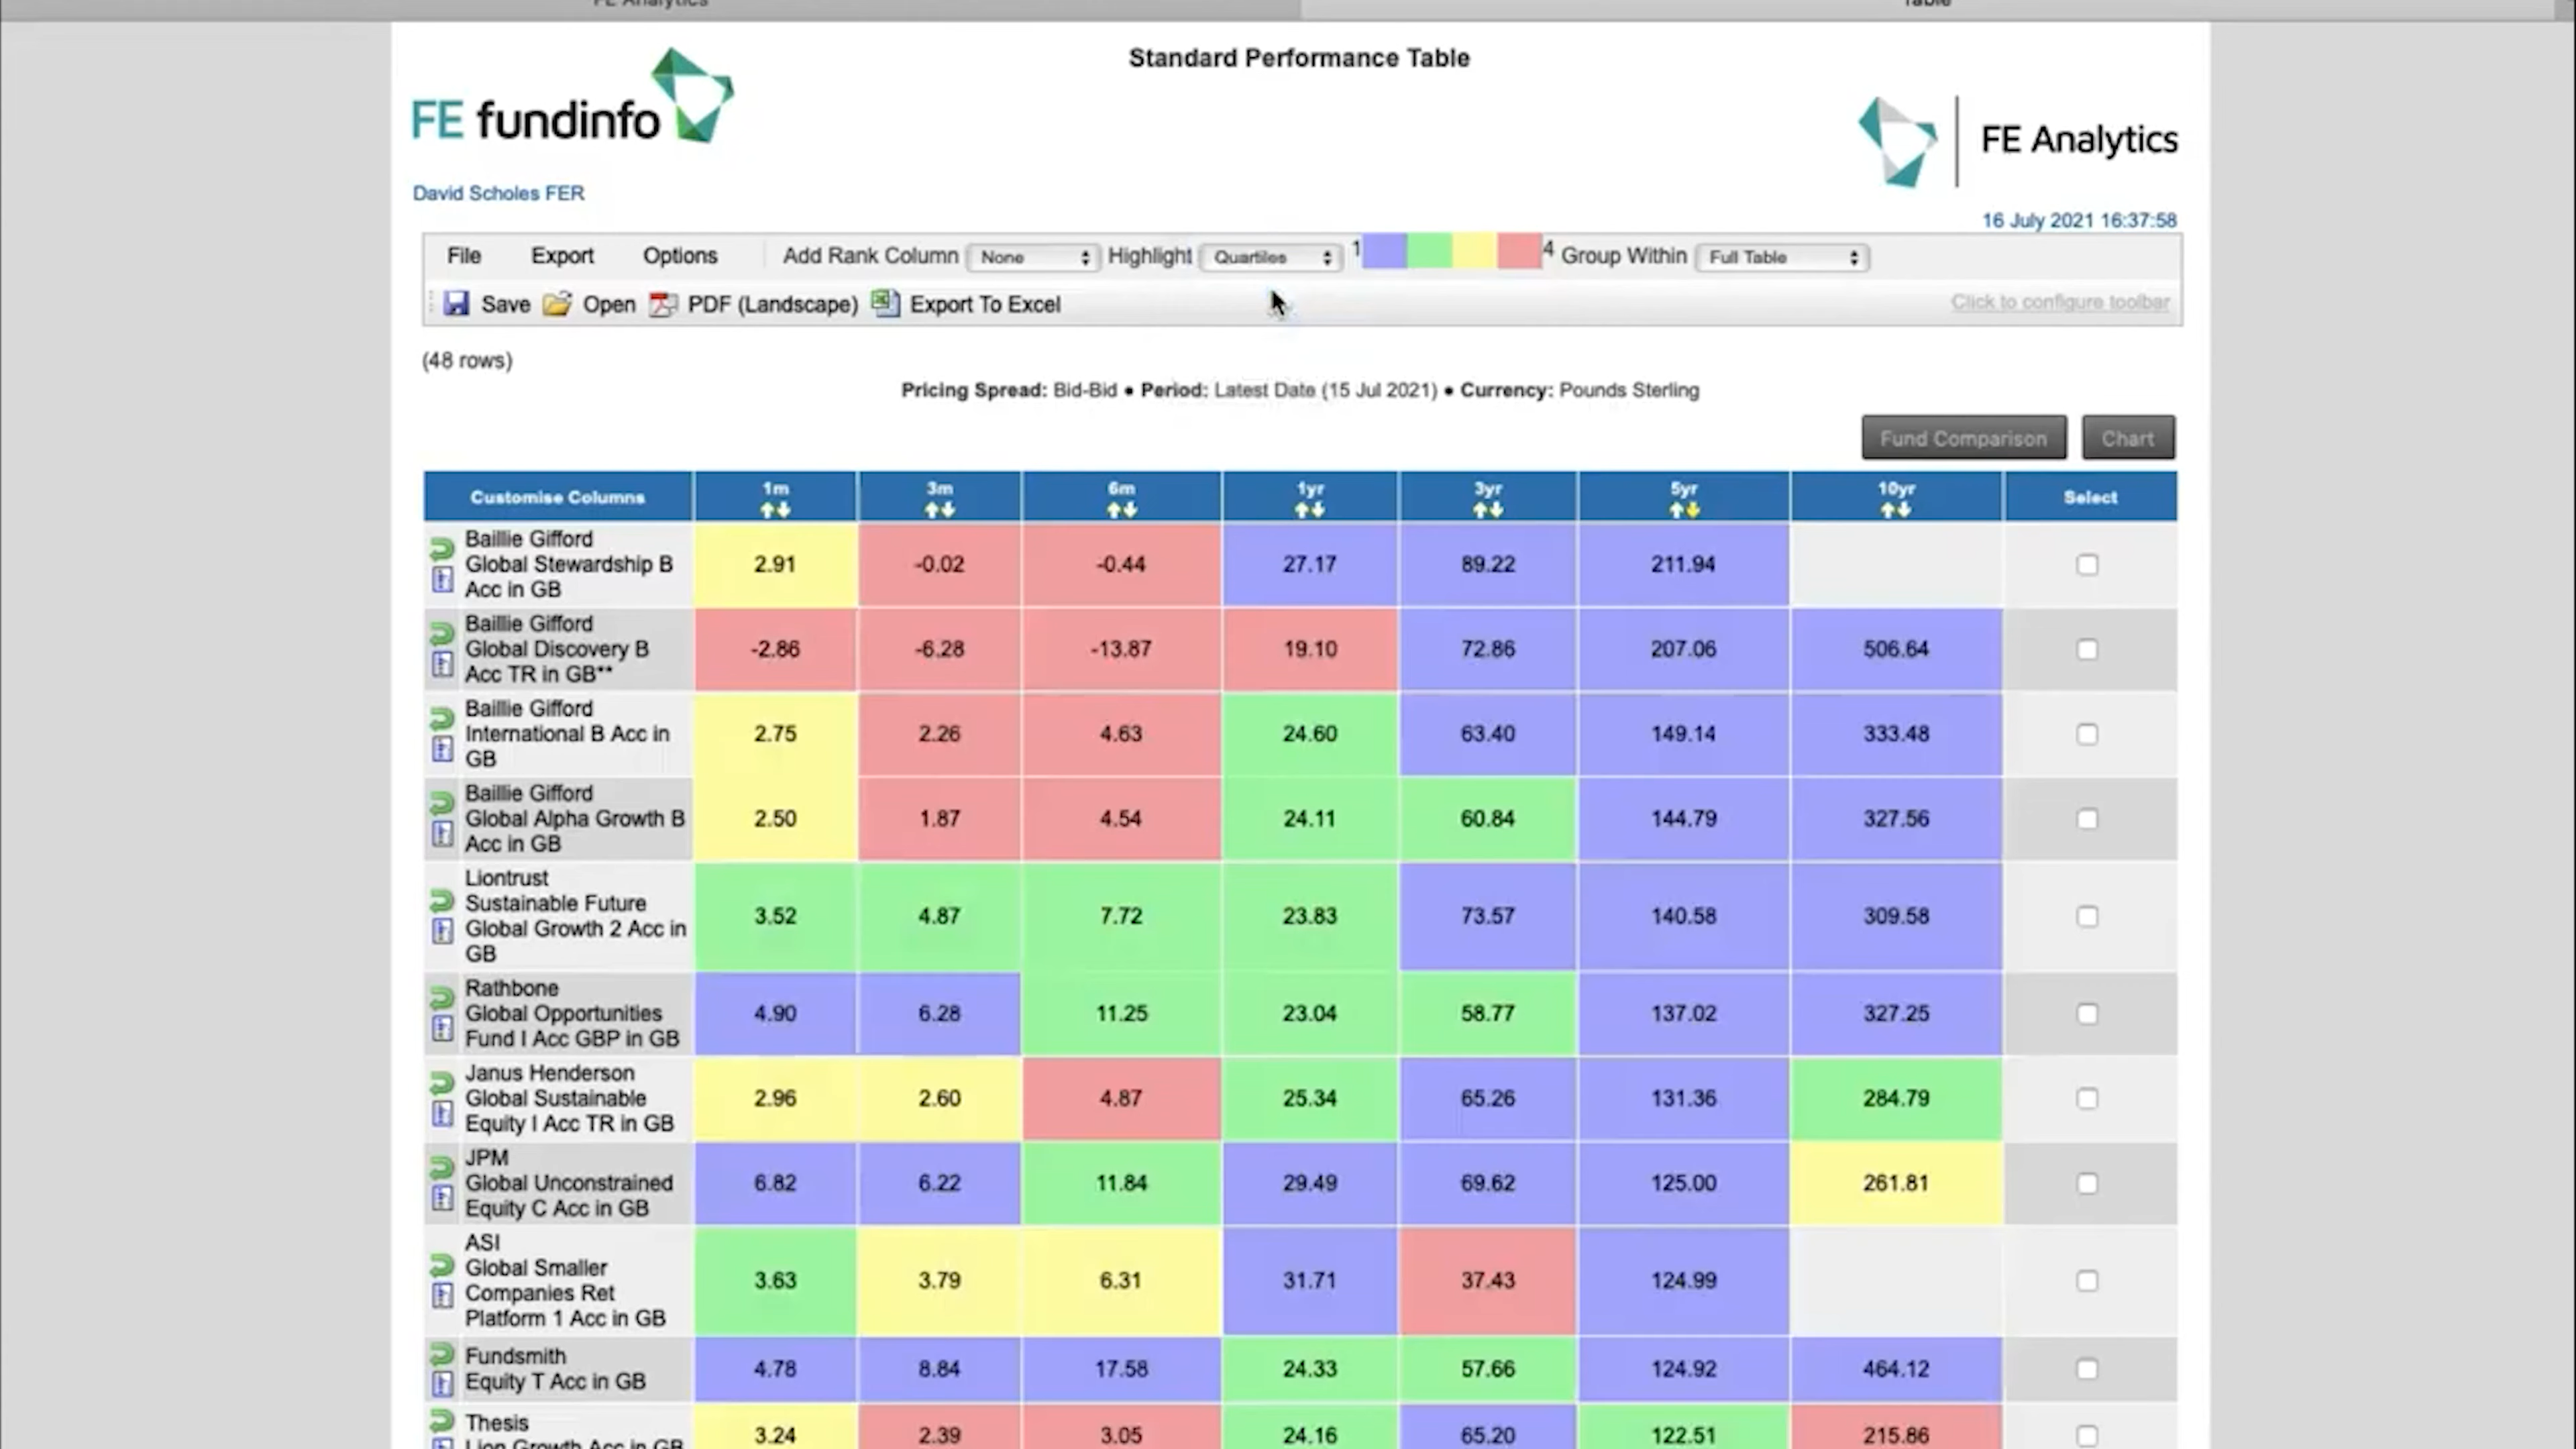 FE Analytics
Table
Standard Performance Table
FE fundinfo
FE Analytics
David Scholes FER
16 July 2021 16:37:58
File Export Options Add Rank Column None Highlight Quartiles 1 4 Group Within Full Table
Save Open PDF (Landscape) Export To Excel Click to configure toolbar
(48 rows)
Pricing Spread: Bid-Bid • Period: Latest Date (15 Jul 2021) • Currency: Pounds Sterling
Fund Comparison Chart
Customise Columns 1m 3m 6m 1yr 3yr 5yr 10yr Select
Baillie Gifford
Global Stewardship B
Acc in GB
2.91 -0.02 -0.44 27.17 89.22 211.94
Baillie Gifford
Global Discovery B
Acc TR in GB**
-2.86 -6.28 -13.87 19.10 72.86 207.06 506.64
Baillie Gifford
International B Acc in
GB
2.75 2.26 4.63 24.60 63.40 149.14 333.48
Baillie Gifford
Global Alpha Growth B
Acc in GB
2.50 1.87 4.54 24.11 60.84 144.79 327.56
Liontrust
Sustainable Future
Global Growth 2 Acc in
GB
3.52 4.87 7.72 23.83 73.57 140.58 309.58
Rathbone
Global Opportunities
Fund I Acc GBP in GB
4.90 6.28 11.25 23.04 58.77 137.02 327.25
Janus Henderson
Global Sustainable
Equity I Acc TR in GB
2.96 2.60 4.87 25.34 65.26 131.36 284.79
JPM
Global Unconstrained
Equity C Acc in GB
6.82 6.22 11.84 29.49 69.62 125.00 261.81
ASI
Global Smaller
Companies Ret
Platform 1 Acc in GB
3.63 3.79 6.31 31.71 37.43 124.99
Fundsmith
Equity T Acc in GB
4.78 8.84 17.58 24.33 57.66 124.92 464.12
Thesis
Lion Growth Acc in GB
3.24 2.39 3.05 24.16 65.20 122.51 215.86